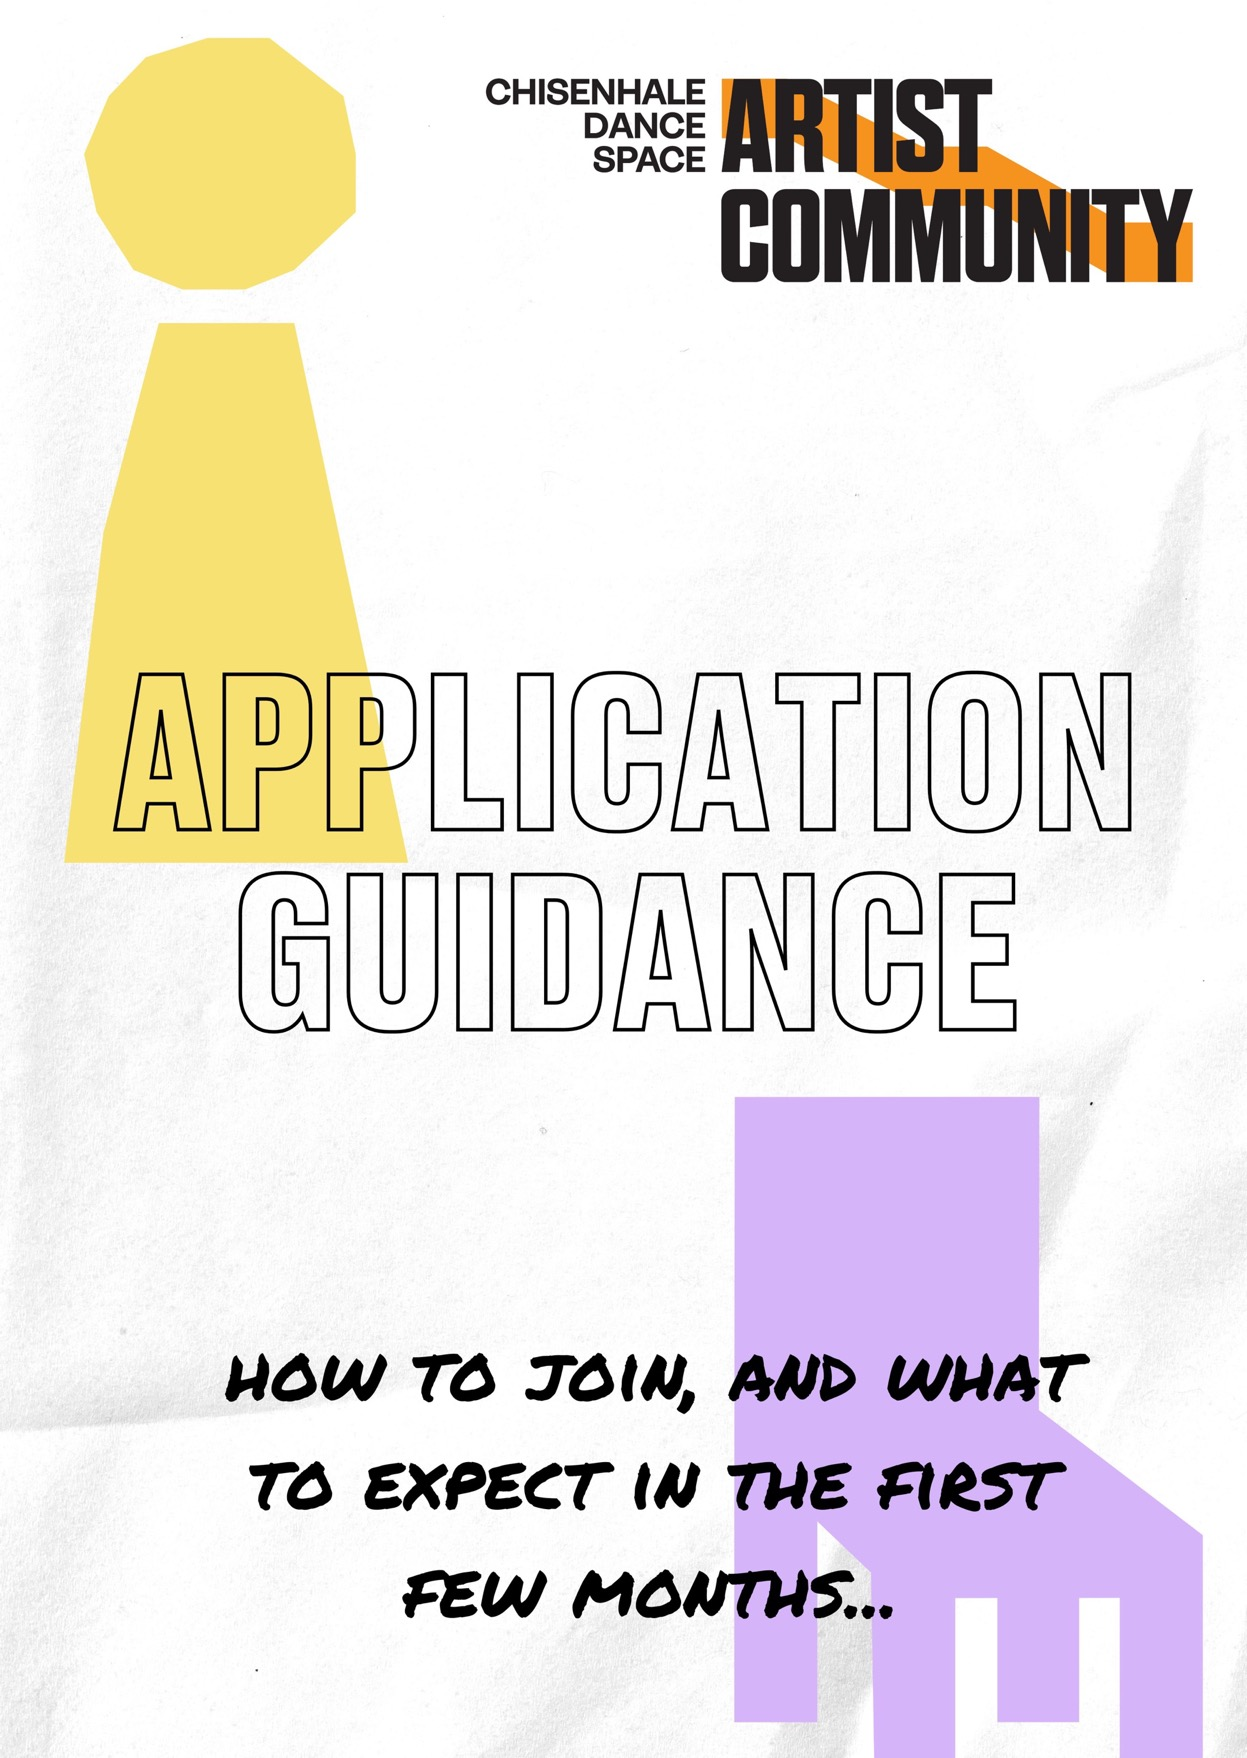 CHISENHALE
DANCE
SPACE
ARTIST
COMMUNITY
APPLICATION
GUIDANCE
HOW TO JOIN, AND WHAT
TO EXPECT IN THE FIRST
FEW MONTHS...